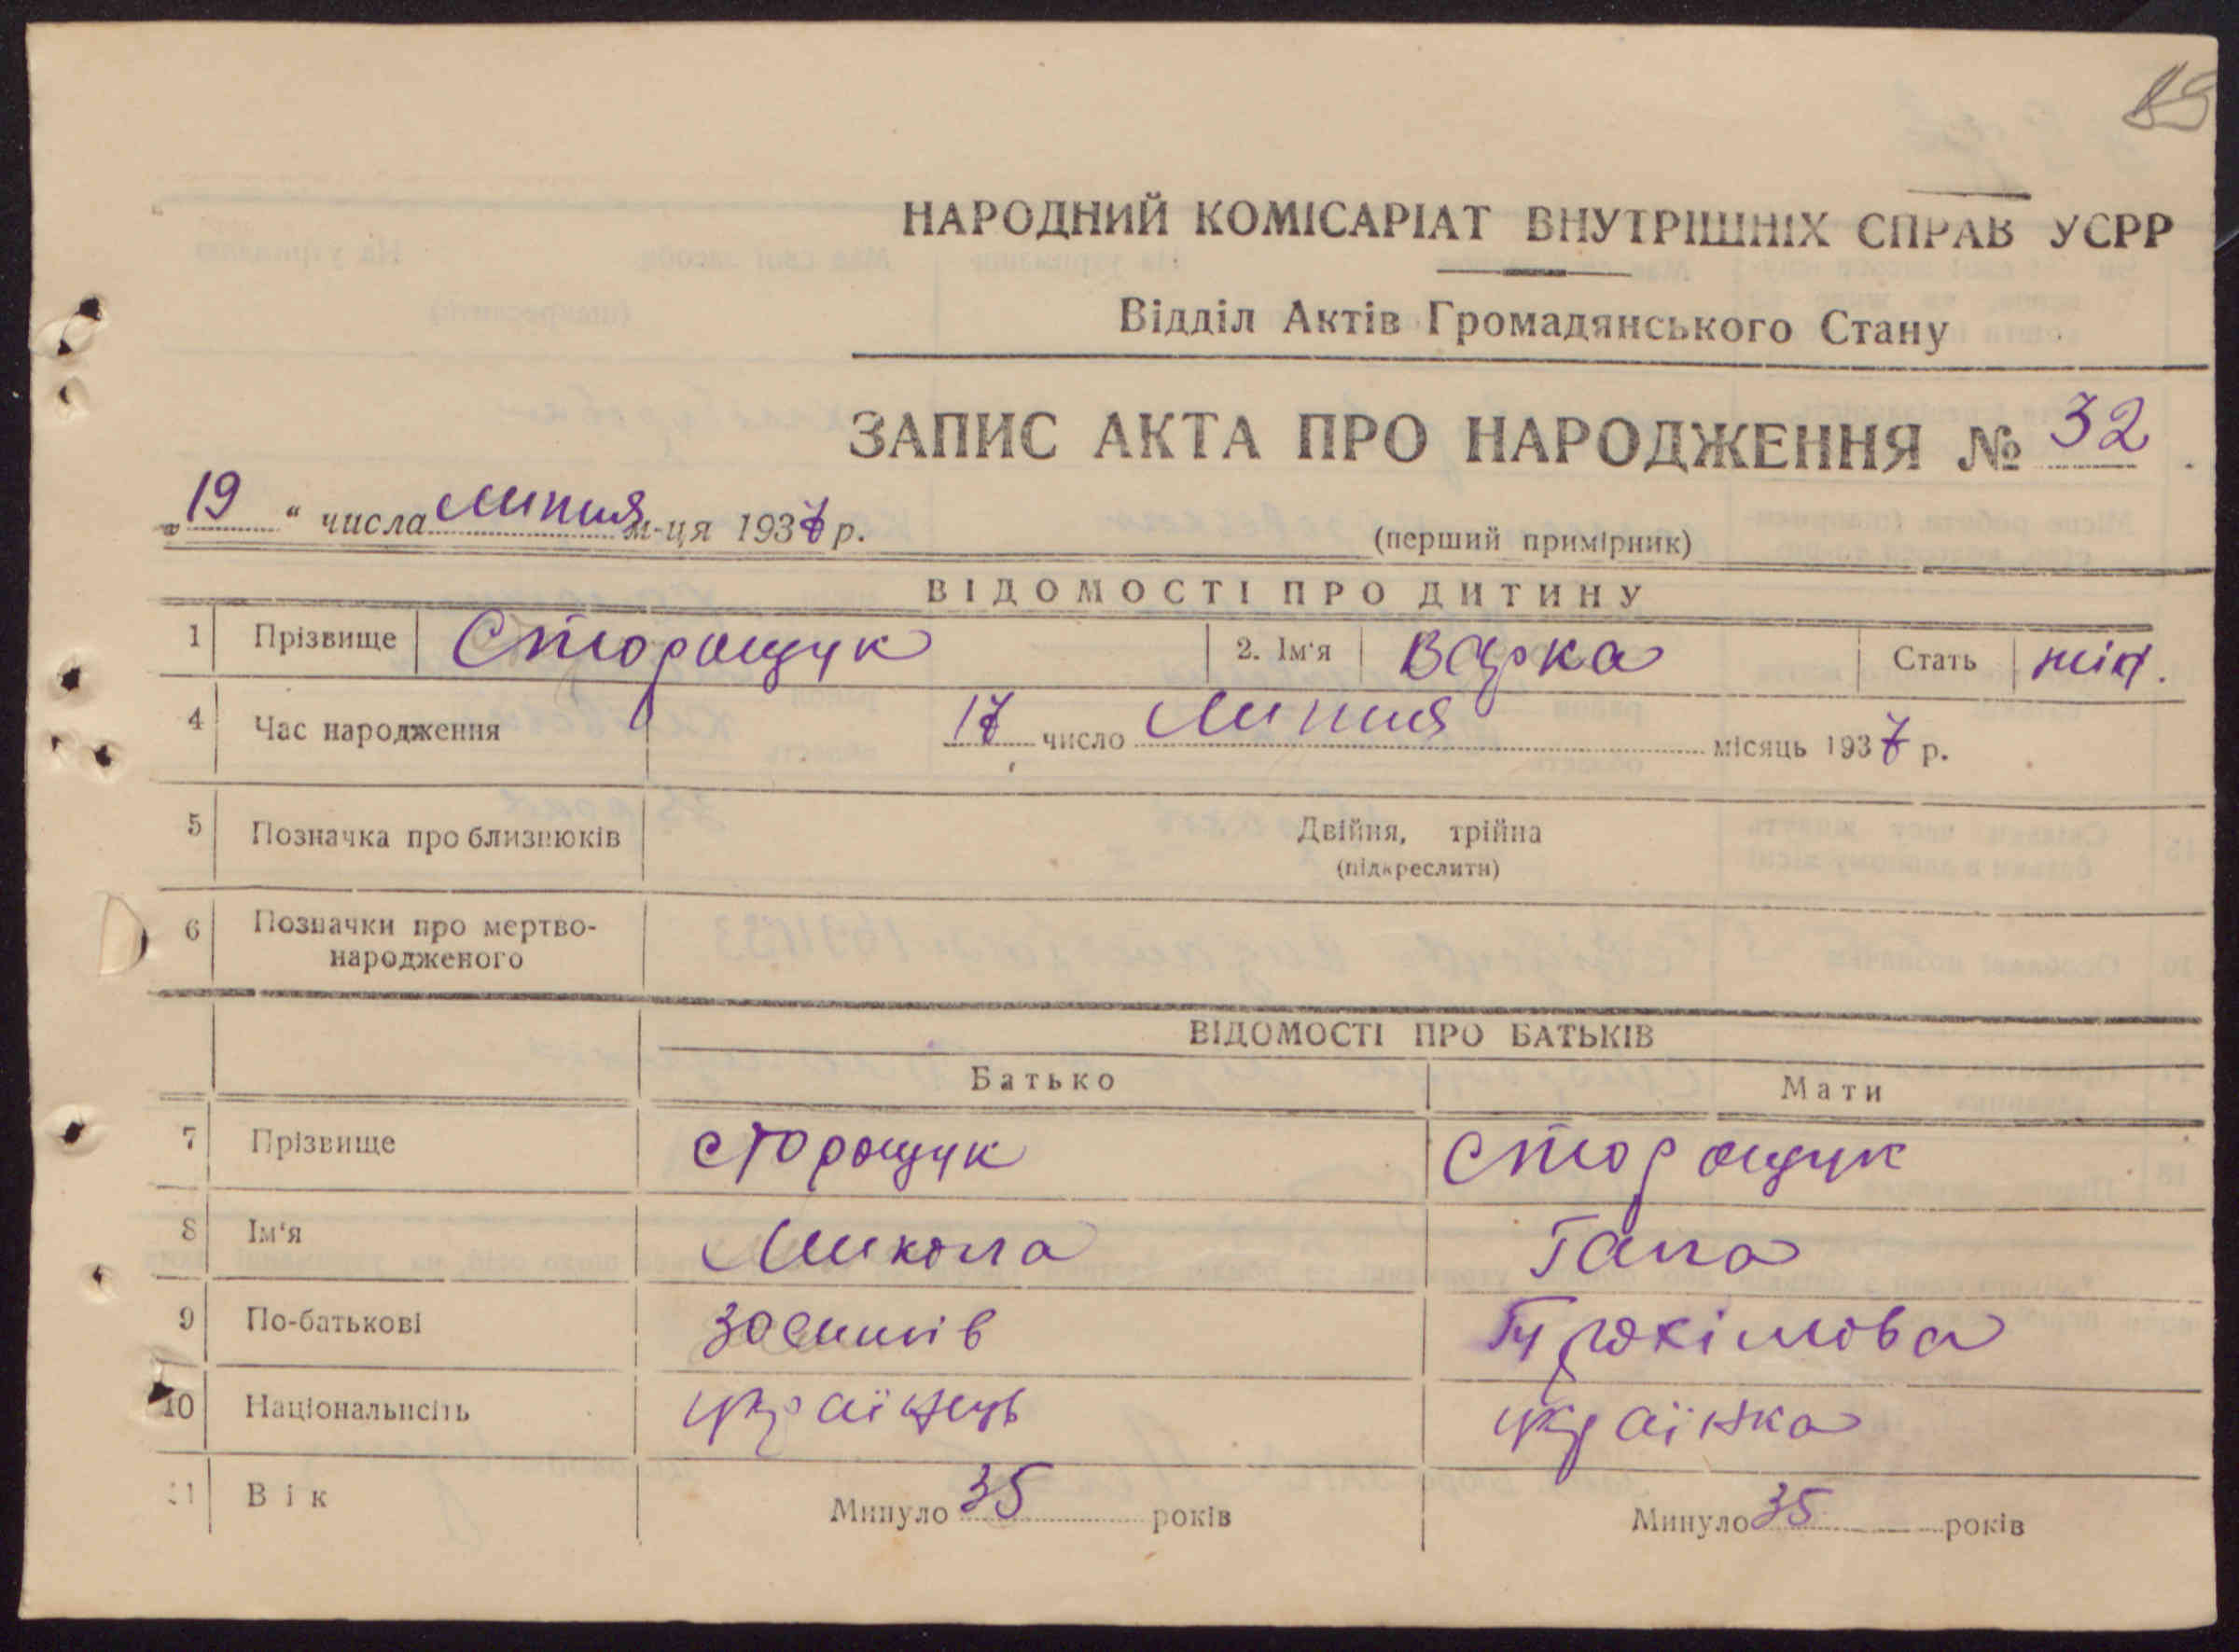 НАРОДНИЙ КОМІСАРІАТ ВНУТРІШНІХ СПРАВ УСРР
Відділ Актів Громадянського Стану
ЗАПИС АКТА ПРО НАРОДЖЕННЯ № 32
„19“ числа липня м-ця 1937 р.
(перший примірник)
ВІДОМОСТІ ПРО ДИТИНУ
1 Прізвище Сторощук 2. Ім'я Варка Стать жін.
4 Час народження 17 число липня місяць 1937 р.
5 Позначка про близнюків Двійня, трійна
(підкреслити)
6 Позначки про мертво-
народженого
ВІДОМОСТІ ПРО БАТЬКІВ
Батько Мати
7 Прізвище Сторощук Сторощук
8 Ім'я Микола Гапа
9 По-батькові
10 Національність українець українка
11 Вік Минуло 35 років Минуло 35 років